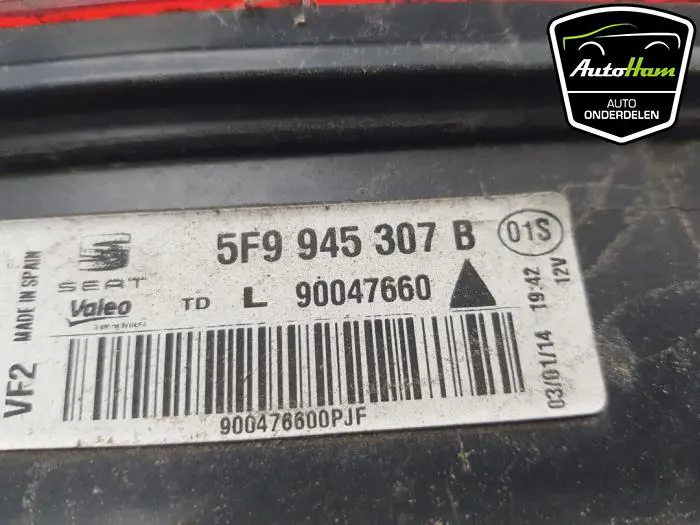 AutoHam
AUTO
ONDERDELEN
5F9 945 307 B
01S
SEAT
Valeo
TD L 90047660
900476600PJF
VF2
MADE IN SPAIN
03/01/14 19:42
12V